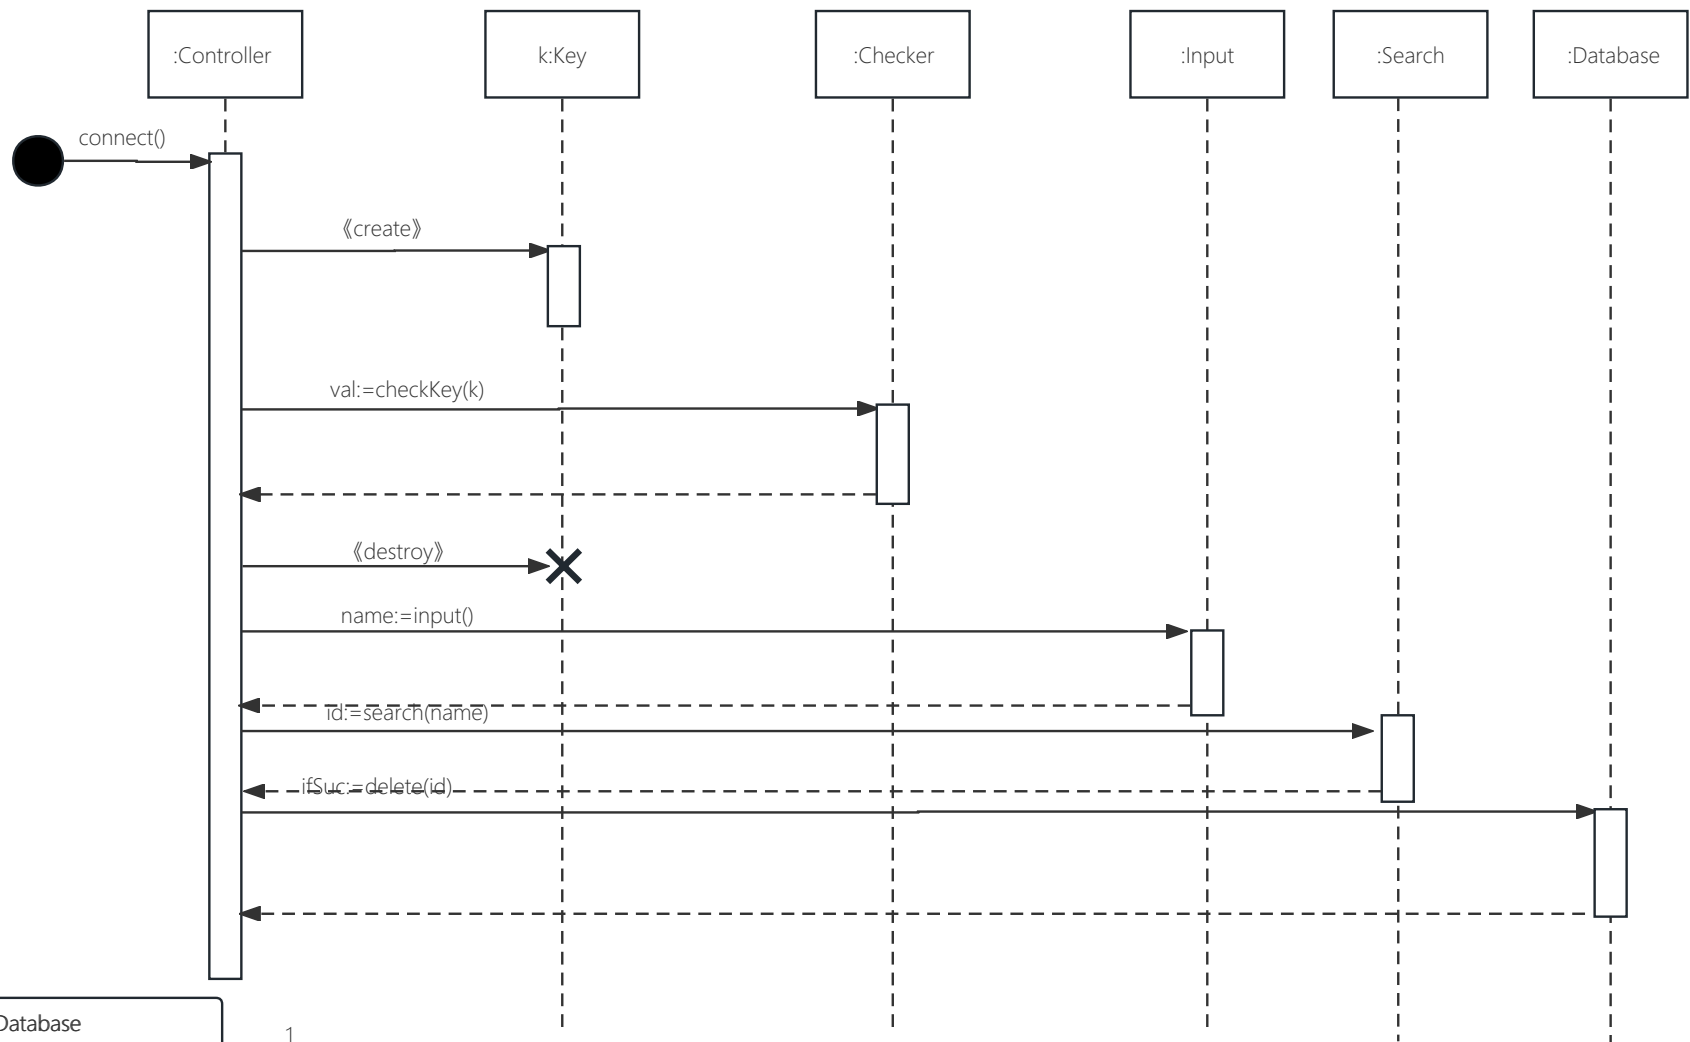 :Controller
k:Key
:Checker
:Input
:Search
:Database
connect()
《create》
val:=checkKey(k)
《destroy》
name:=input()
id:=search(name)
ifSuc:=delete(id)
Database
1